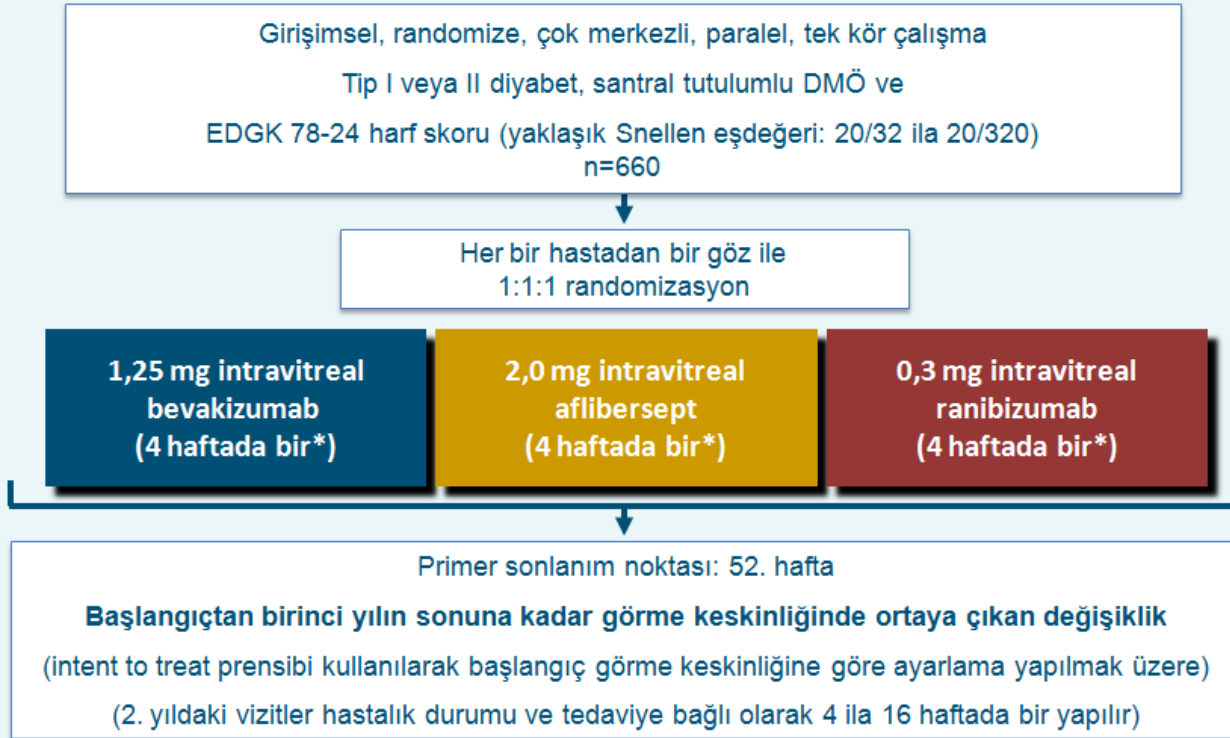 Girişimsel, randomize, çok merkezli, paralel, tek kör çalışma
Tip I veya II diyabet, santral tutulumlu DMÖ ve
EDGK 78-24 harf skoru (yaklaşık Snellen eşdeğeri: 20/32 ila 20/320)
n=660
Her bir hastadan bir göz ile
1:1:1 randomizasyon
1,25 mg intravitreal
bevakizumab
(4 haftada bir*)
2,0 mg intravitreal
aflibersept
(4 haftada bir*)
0,3 mg intravitreal
ranibizumab
(4 haftada bir*)
Primer sonlanım noktası: 52. hafta
Başlangıçtan birinci yılın sonuna kadar görme keskinliğinde ortaya çıkan değişiklik
(intent to treat prensibi kullanılarak başlangıç görme keskinliğine göre ayarlama yapılmak üzere)
(2. yıldaki vizitler hastalık durumu ve tedaviye bağlı olarak 4 ila 16 haftada bir yapılır)